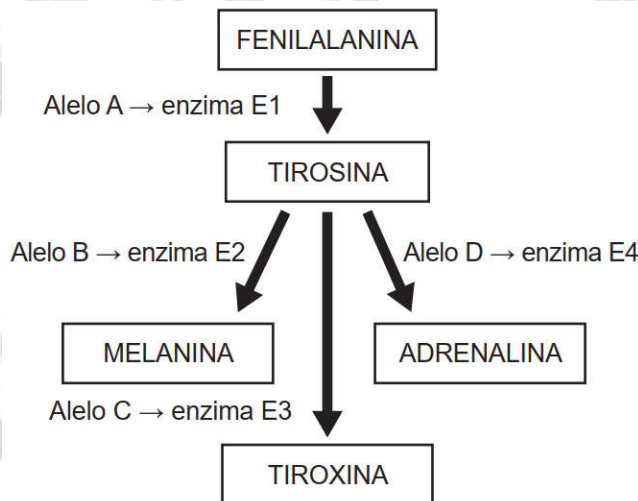 FENILALANINA
Alelo A → enzima E1
TIROSINA
Alelo B → enzima E2
Alelo D → enzima E4
MELANINA
ADRENALINA
Alelo C → enzima E3
TIROXINA